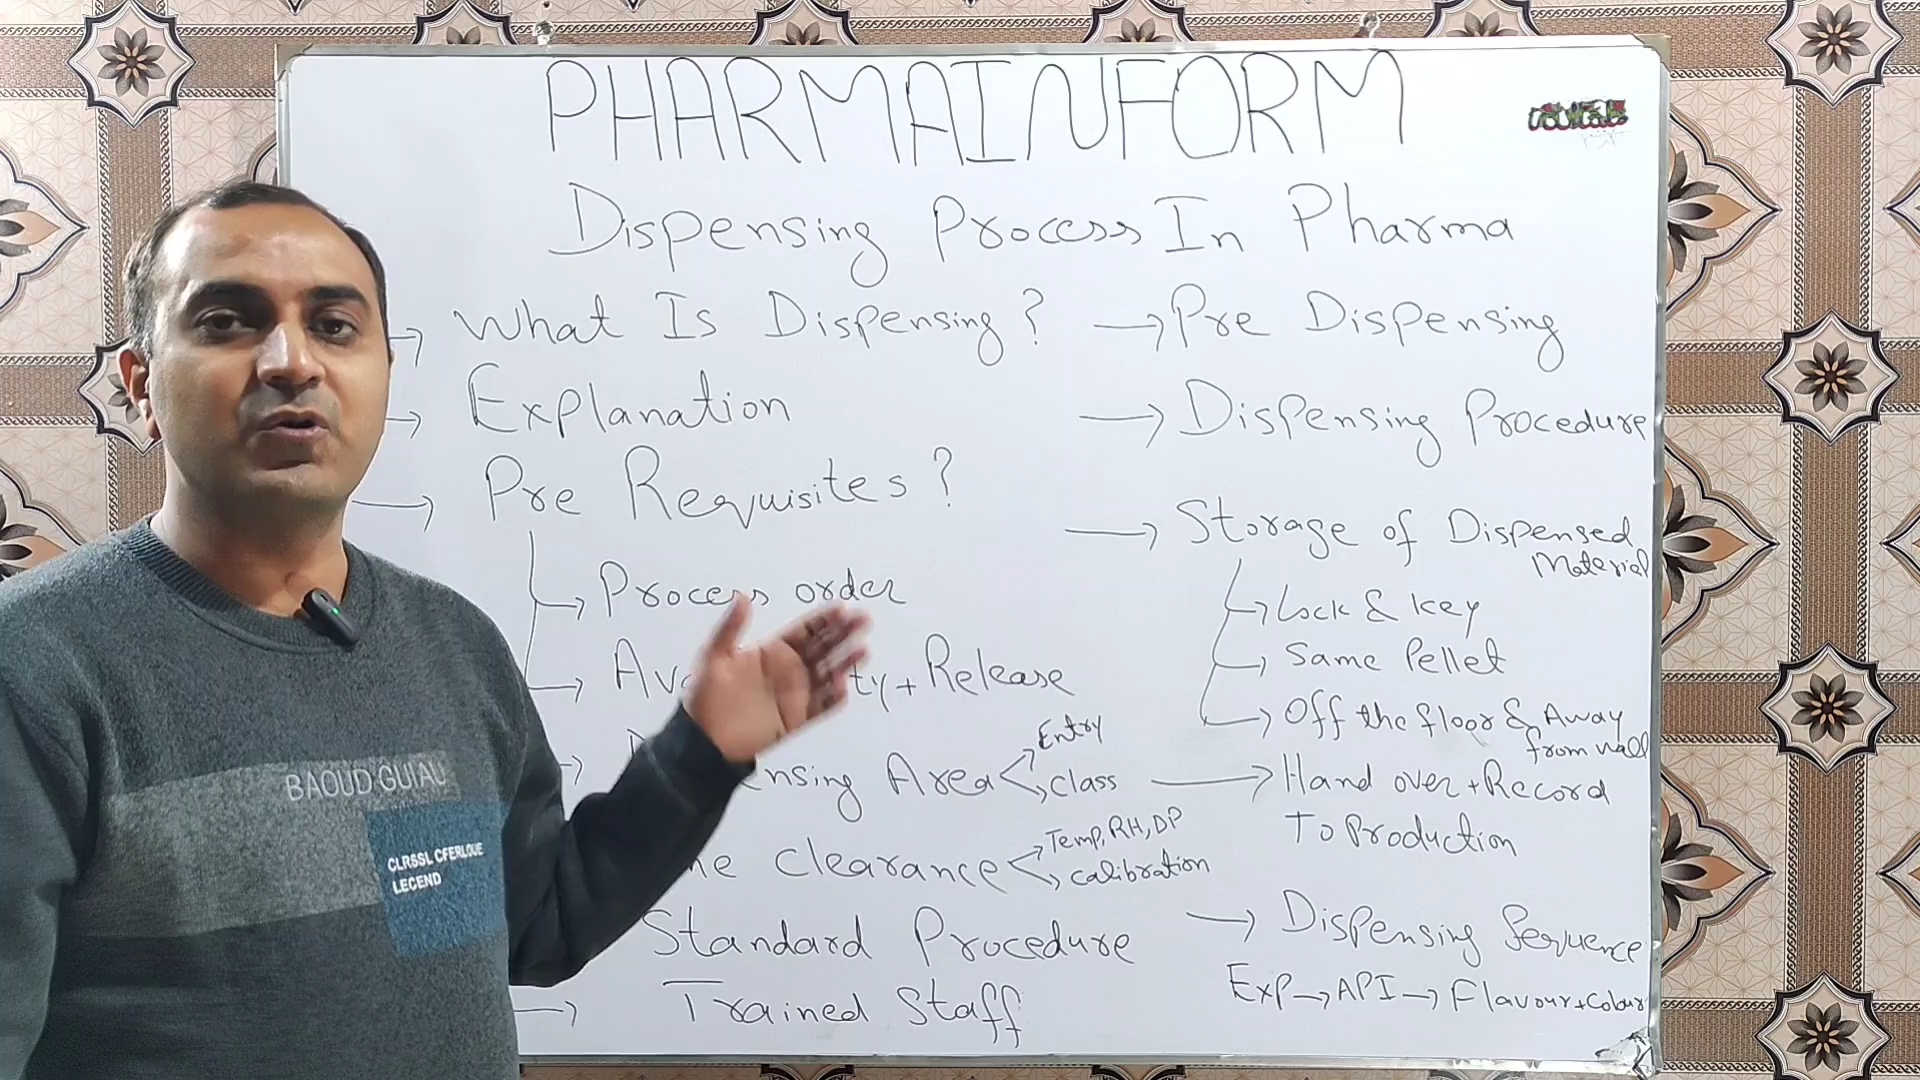 PHARMAINFORM
Dispensing Process In Pharma
What Is Dispensing?
Explanation
Pre Requisites?
Process order
+ Release
Area
Entry
Class
Clearance
Temp, RH, DP
calibration
Standard Procedure
Trained Staff
Pre Dispensing
Dispensing Procedure
Storage of Dispensed
Material
Lock & key
Same Pellet
Off the floor & Away
from wall
Hand over + Record
To Production
Dispensing Sequence
Exp → API → Flavour + Colour
BAOUD GUIAU
CLRSSL CFERLOUE
LECEND